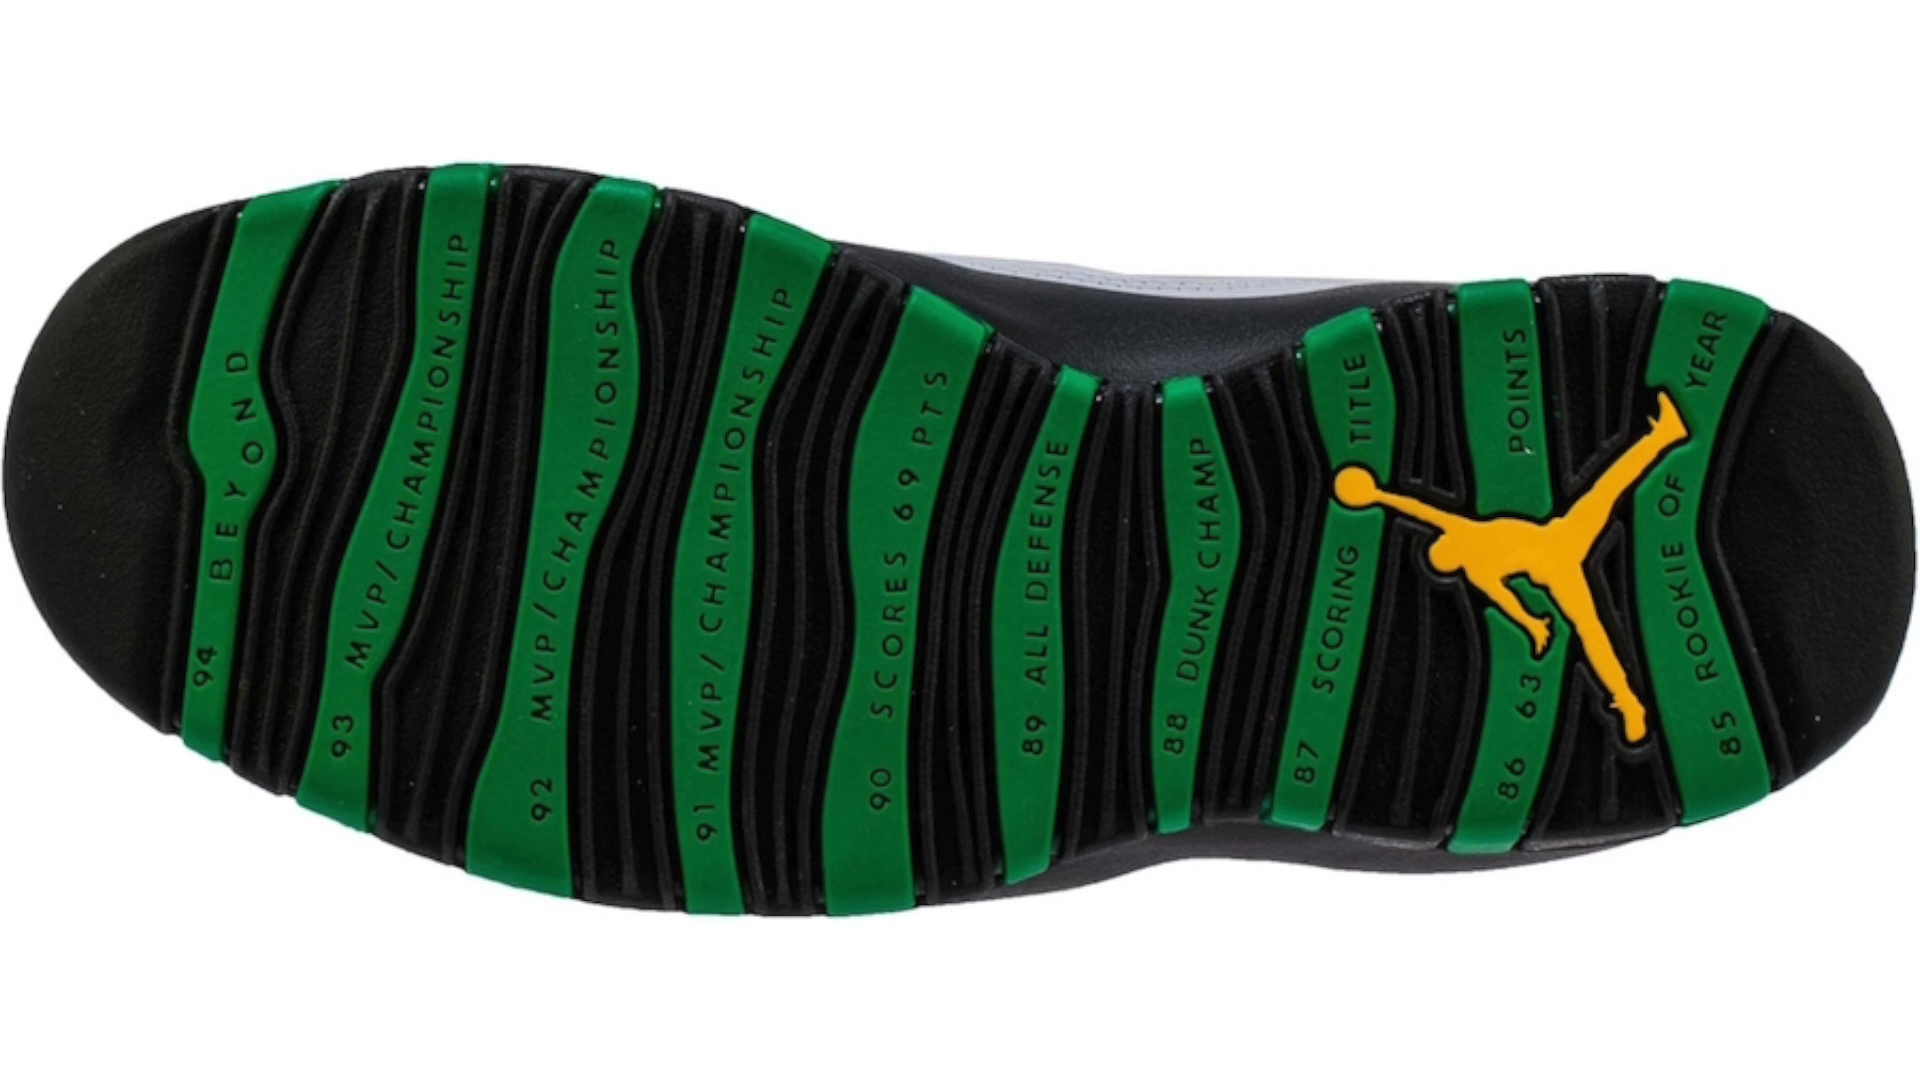 85 ROOKIE OF YEAR
86 63 POINTS
87 SCORING TITLE
88 DUNK CHAMP
89 ALL DEFENSE
90 SCORES 69 PTS
91 MVP/CHAMPIONSHIP
92 MVP/CHAMPIONSHIP
93 MVP/CHAMPIONSHIP
94 BEYOND